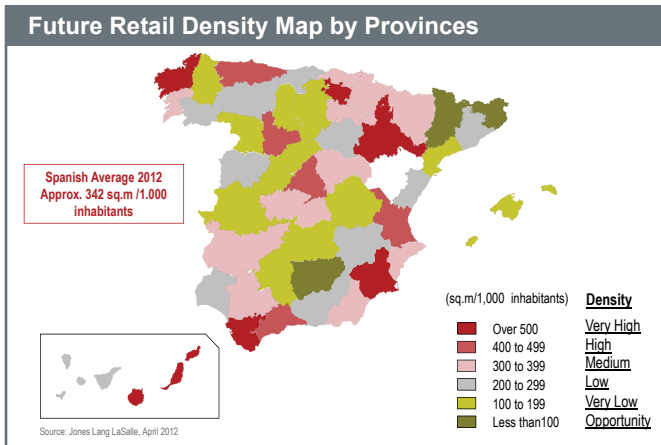 Future Retail Density Map by Provinces
Spanish Average 2012
Approx. 342 sq.m /1.000
inhabitants
(sq.m/1,000 inhabitants) Density
Over 500 Very High
400 to 499 High
300 to 399 Medium
200 to 299 Low
100 to 199 Very Low
Less than100 Opportunity
Source: Jones Lang LaSalle, April 2012